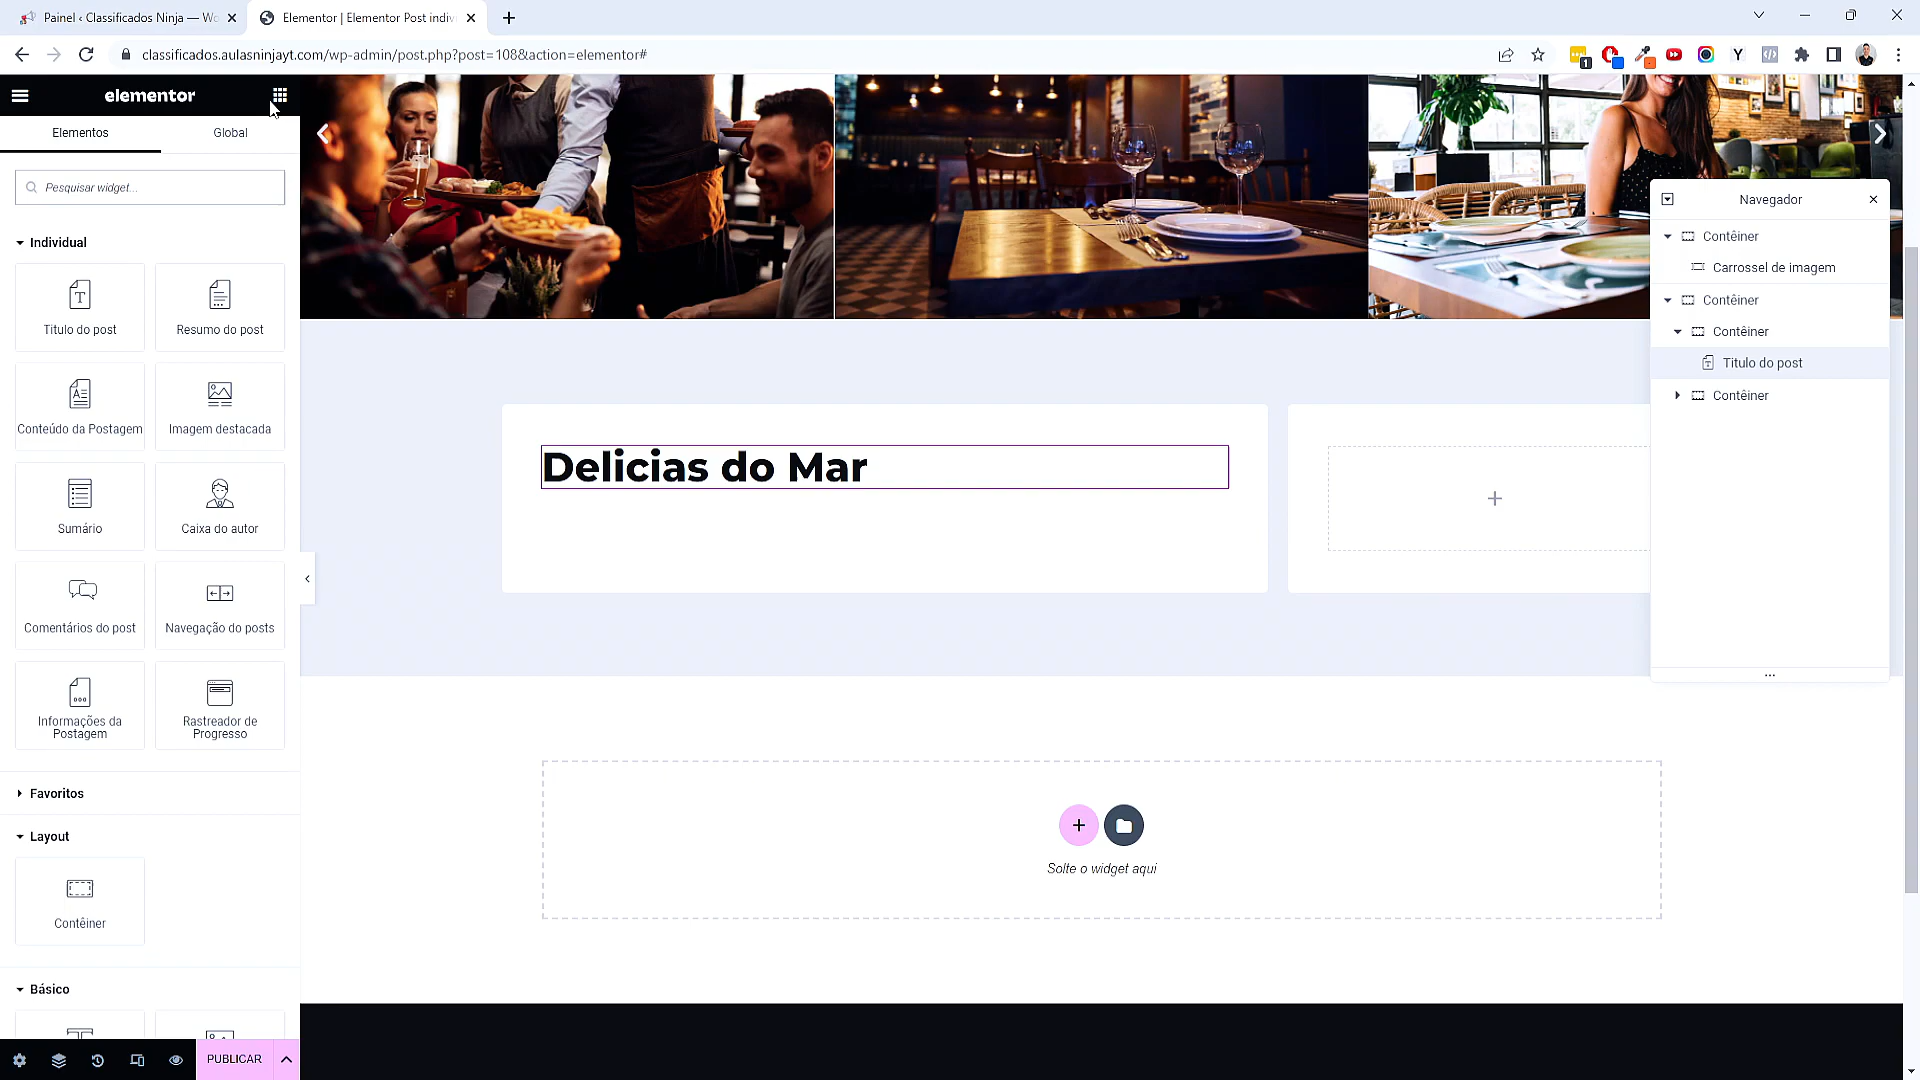 Painel ‹ Classificados Ninja — Wo
Elementor | Elementor Post indiv
classificados.aulasninjayt.com/wp-admin/post.php?post=108&action=elementor#
1
elementor
Elementos
Global
Pesquisar widget...
Individual
Titulo do post
Resumo do post
Conteúdo da Postagem
Imagem destacada
Sumário
Caixa do autor
Comentários do post
Navegação do posts
Informações da
Postagem
Rastreador de
Progresso
Favoritos
Layout
Contêiner
Básico
PUBLICAR
Delicias do Mar
Solte o widget aqui
Navegador
Contêiner
Carrossel de imagem
Contêiner
Contêiner
Titulo do post
Contêiner